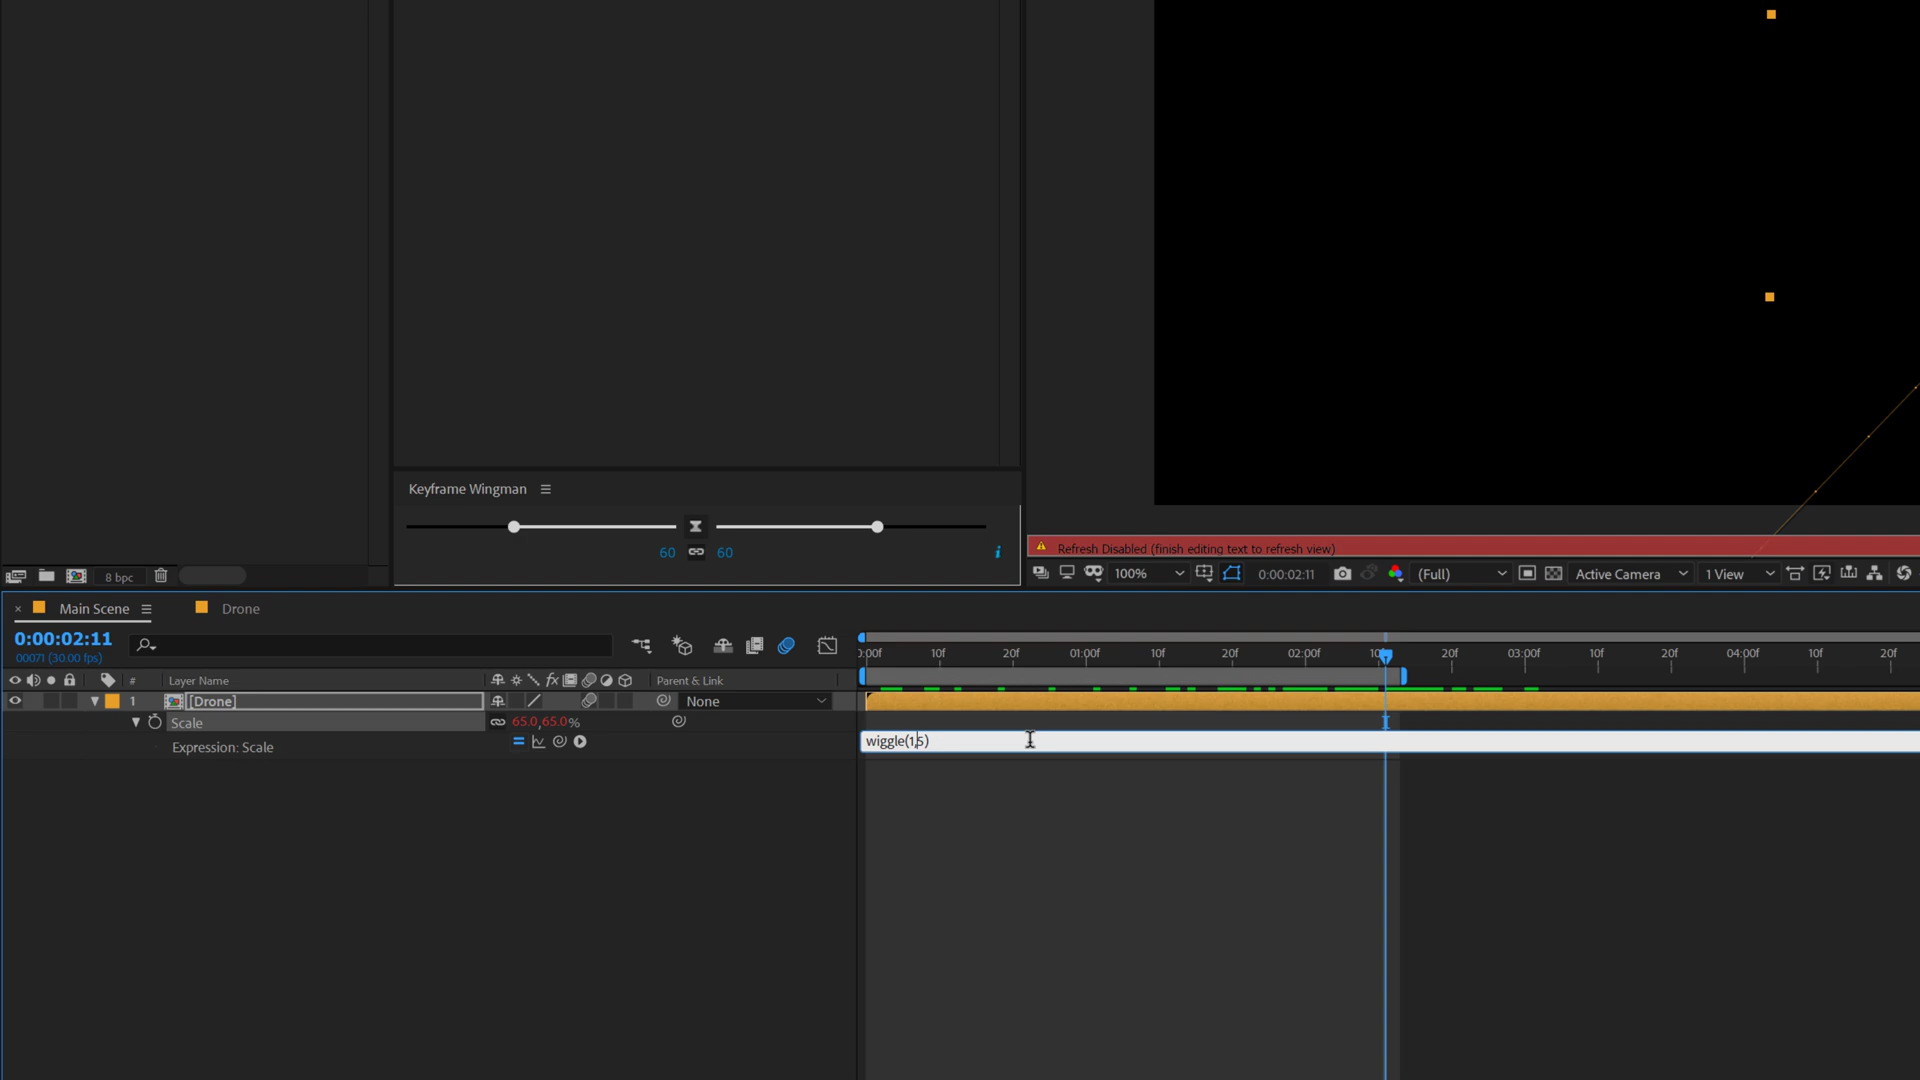 Keyframe Wingman
60 60 i
Refresh Disabled (finish editing text to refresh view)
8 bpc
100% 0:00:02:11 (Full) Active Camera 1 View
× Main Scene Drone
0:00:02:11
00071 (30.00 fps)
):00f 10f 20f 01:00f 10f 20f 02:00f 10f 20f 03:00f 10f 20f 04:00f 10f 20f
# Layer Name fx Parent & Link
1 [Drone] None
Scale 65.0,65.0%
Expression: Scale wiggle(1,5)